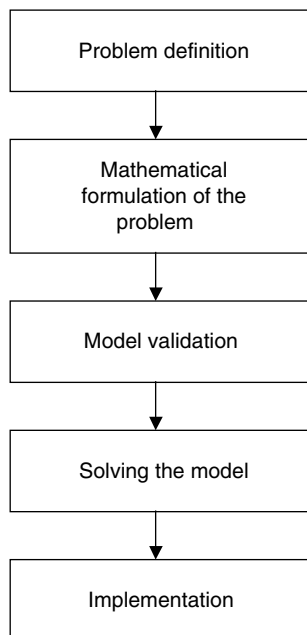 Problem definition
Mathematical
formulation of the
problem
Model validation
Solving the model
Implementation